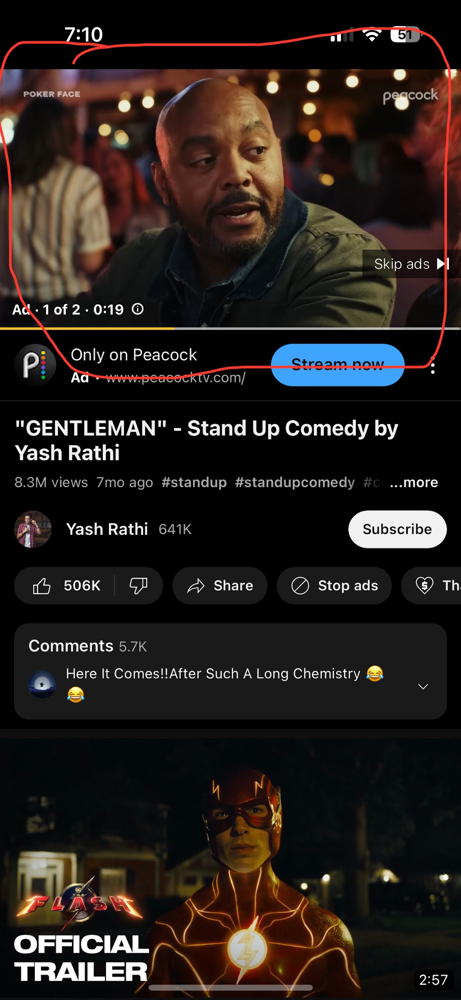 7:10
51
POKER FACE
peacock
Skip ads
Ad · 1 of 2 · 0:19
Only on Peacock
Stream now
Ad · www.peacocktv.com/
"GENTLEMAN" - Stand Up Comedy by
Yash Rathi
8.3M views 7mo ago #standup #standupcomedy #c ...more
Yash Rathi 641K
Subscribe
506K
Share
Stop ads
Tha
Comments 5.7K
Here It Comes!!After Such A Long Chemistry 😂
😂
DC
THE
FLASH
OFFICIAL
TRAILER
2:57